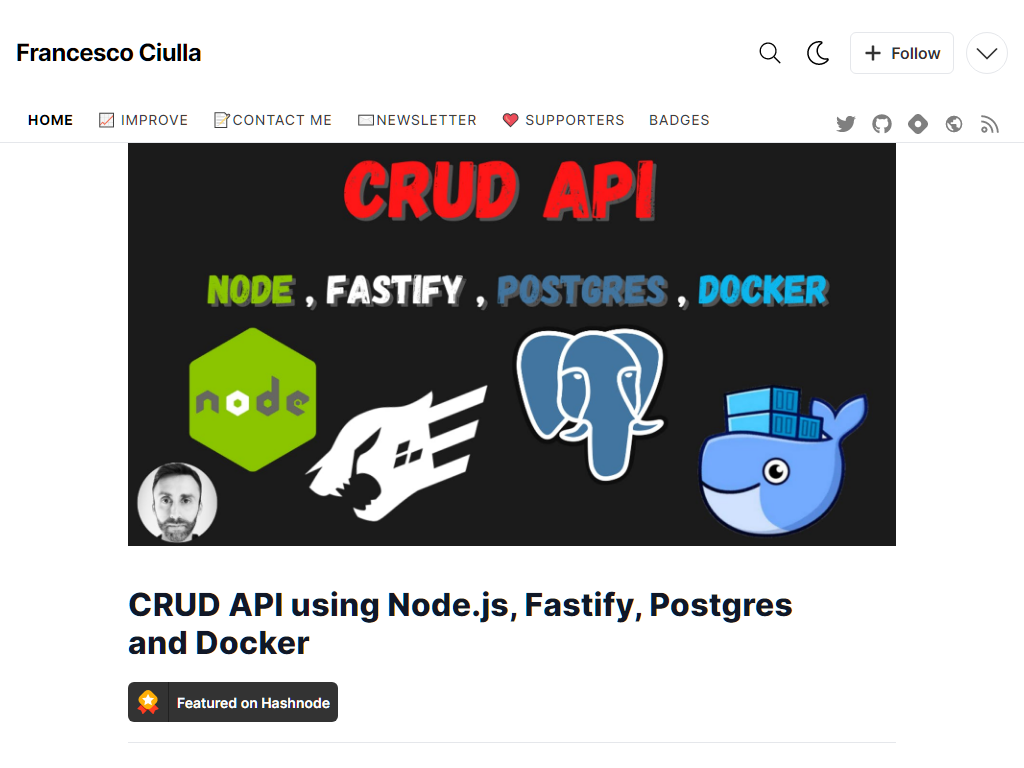 Francesco Ciulla
Follow
HOME
IMPROVE
CONTACT ME
NEWSLETTER
SUPPORTERS
BADGES
CRUD API
NODE , FASTIFY , POSTGRES , DOCKER
node
CRUD API using Node.js, Fastify, Postgres
and Docker
Featured on Hashnode